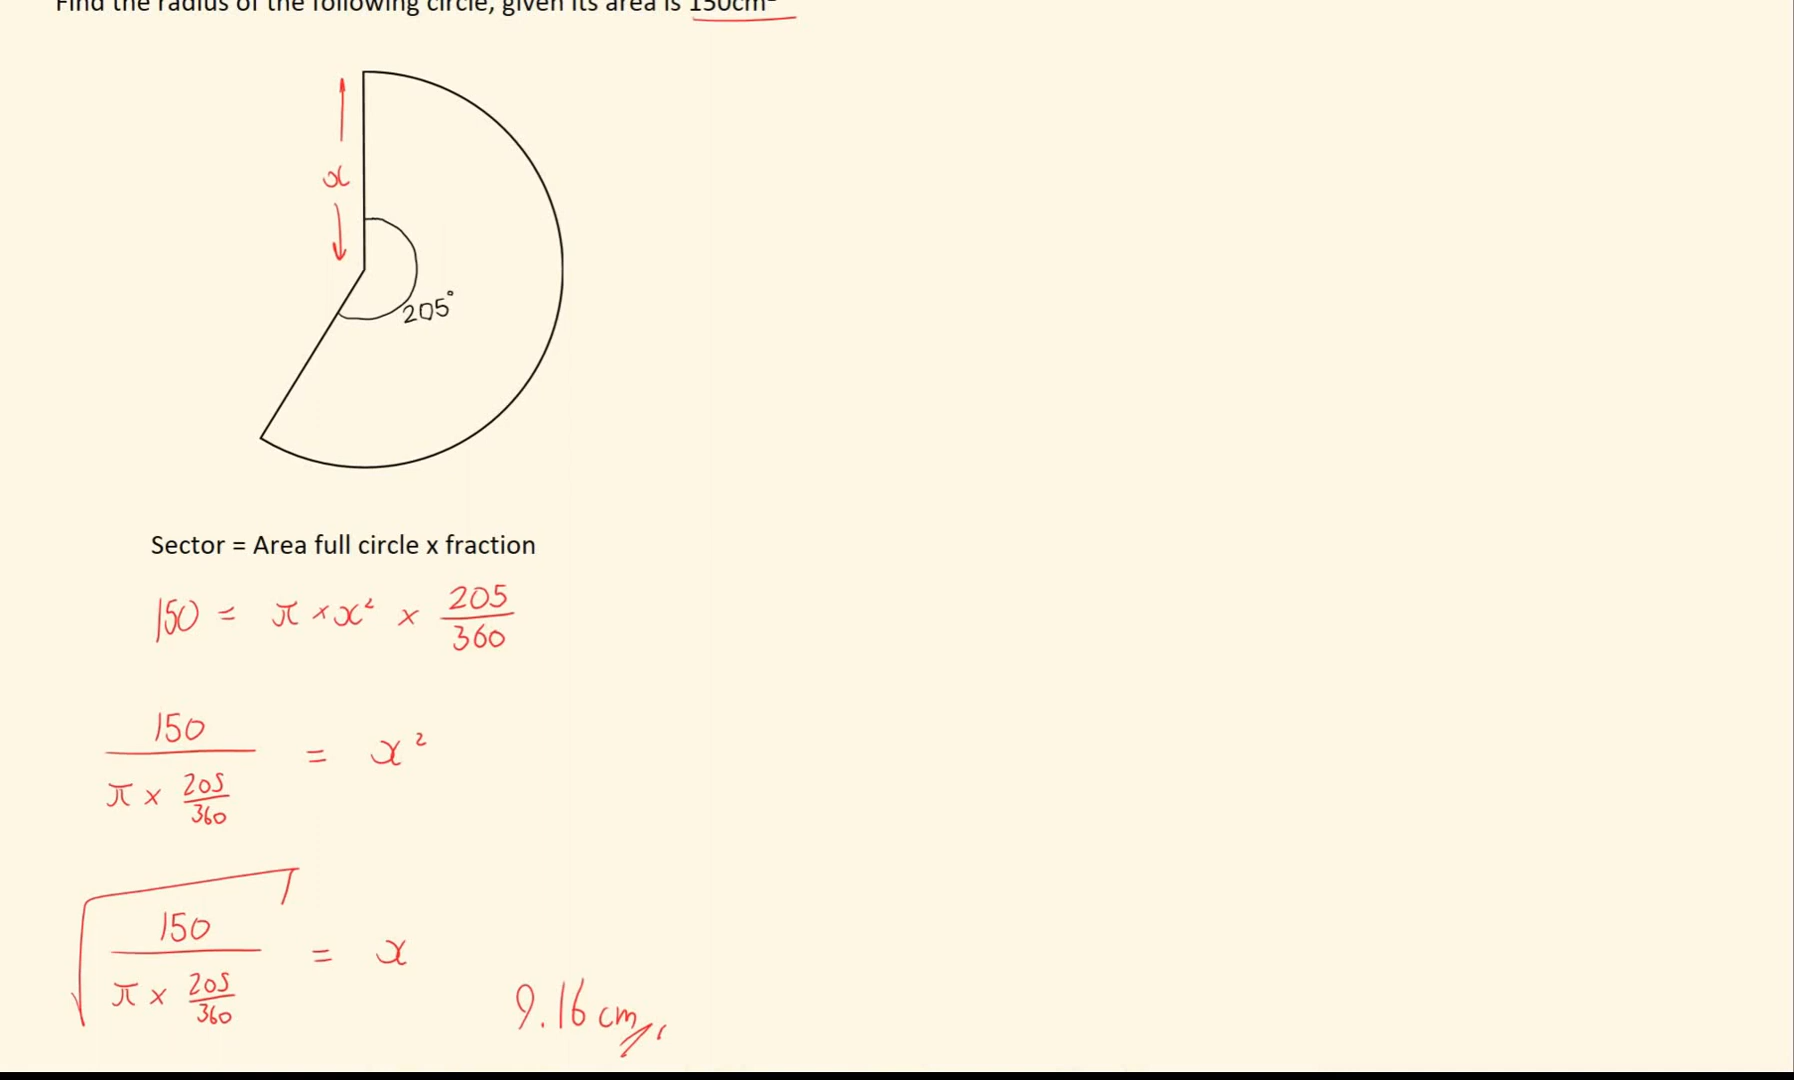 Find the radius of the following circle, given its area is 150cm²
x
205°
Sector = Area full circle x fraction
150 = π × x² × 205/360
150 / (π × 205/360) = x²
√(150 / (π × 205/360)) = x
9.16 cm